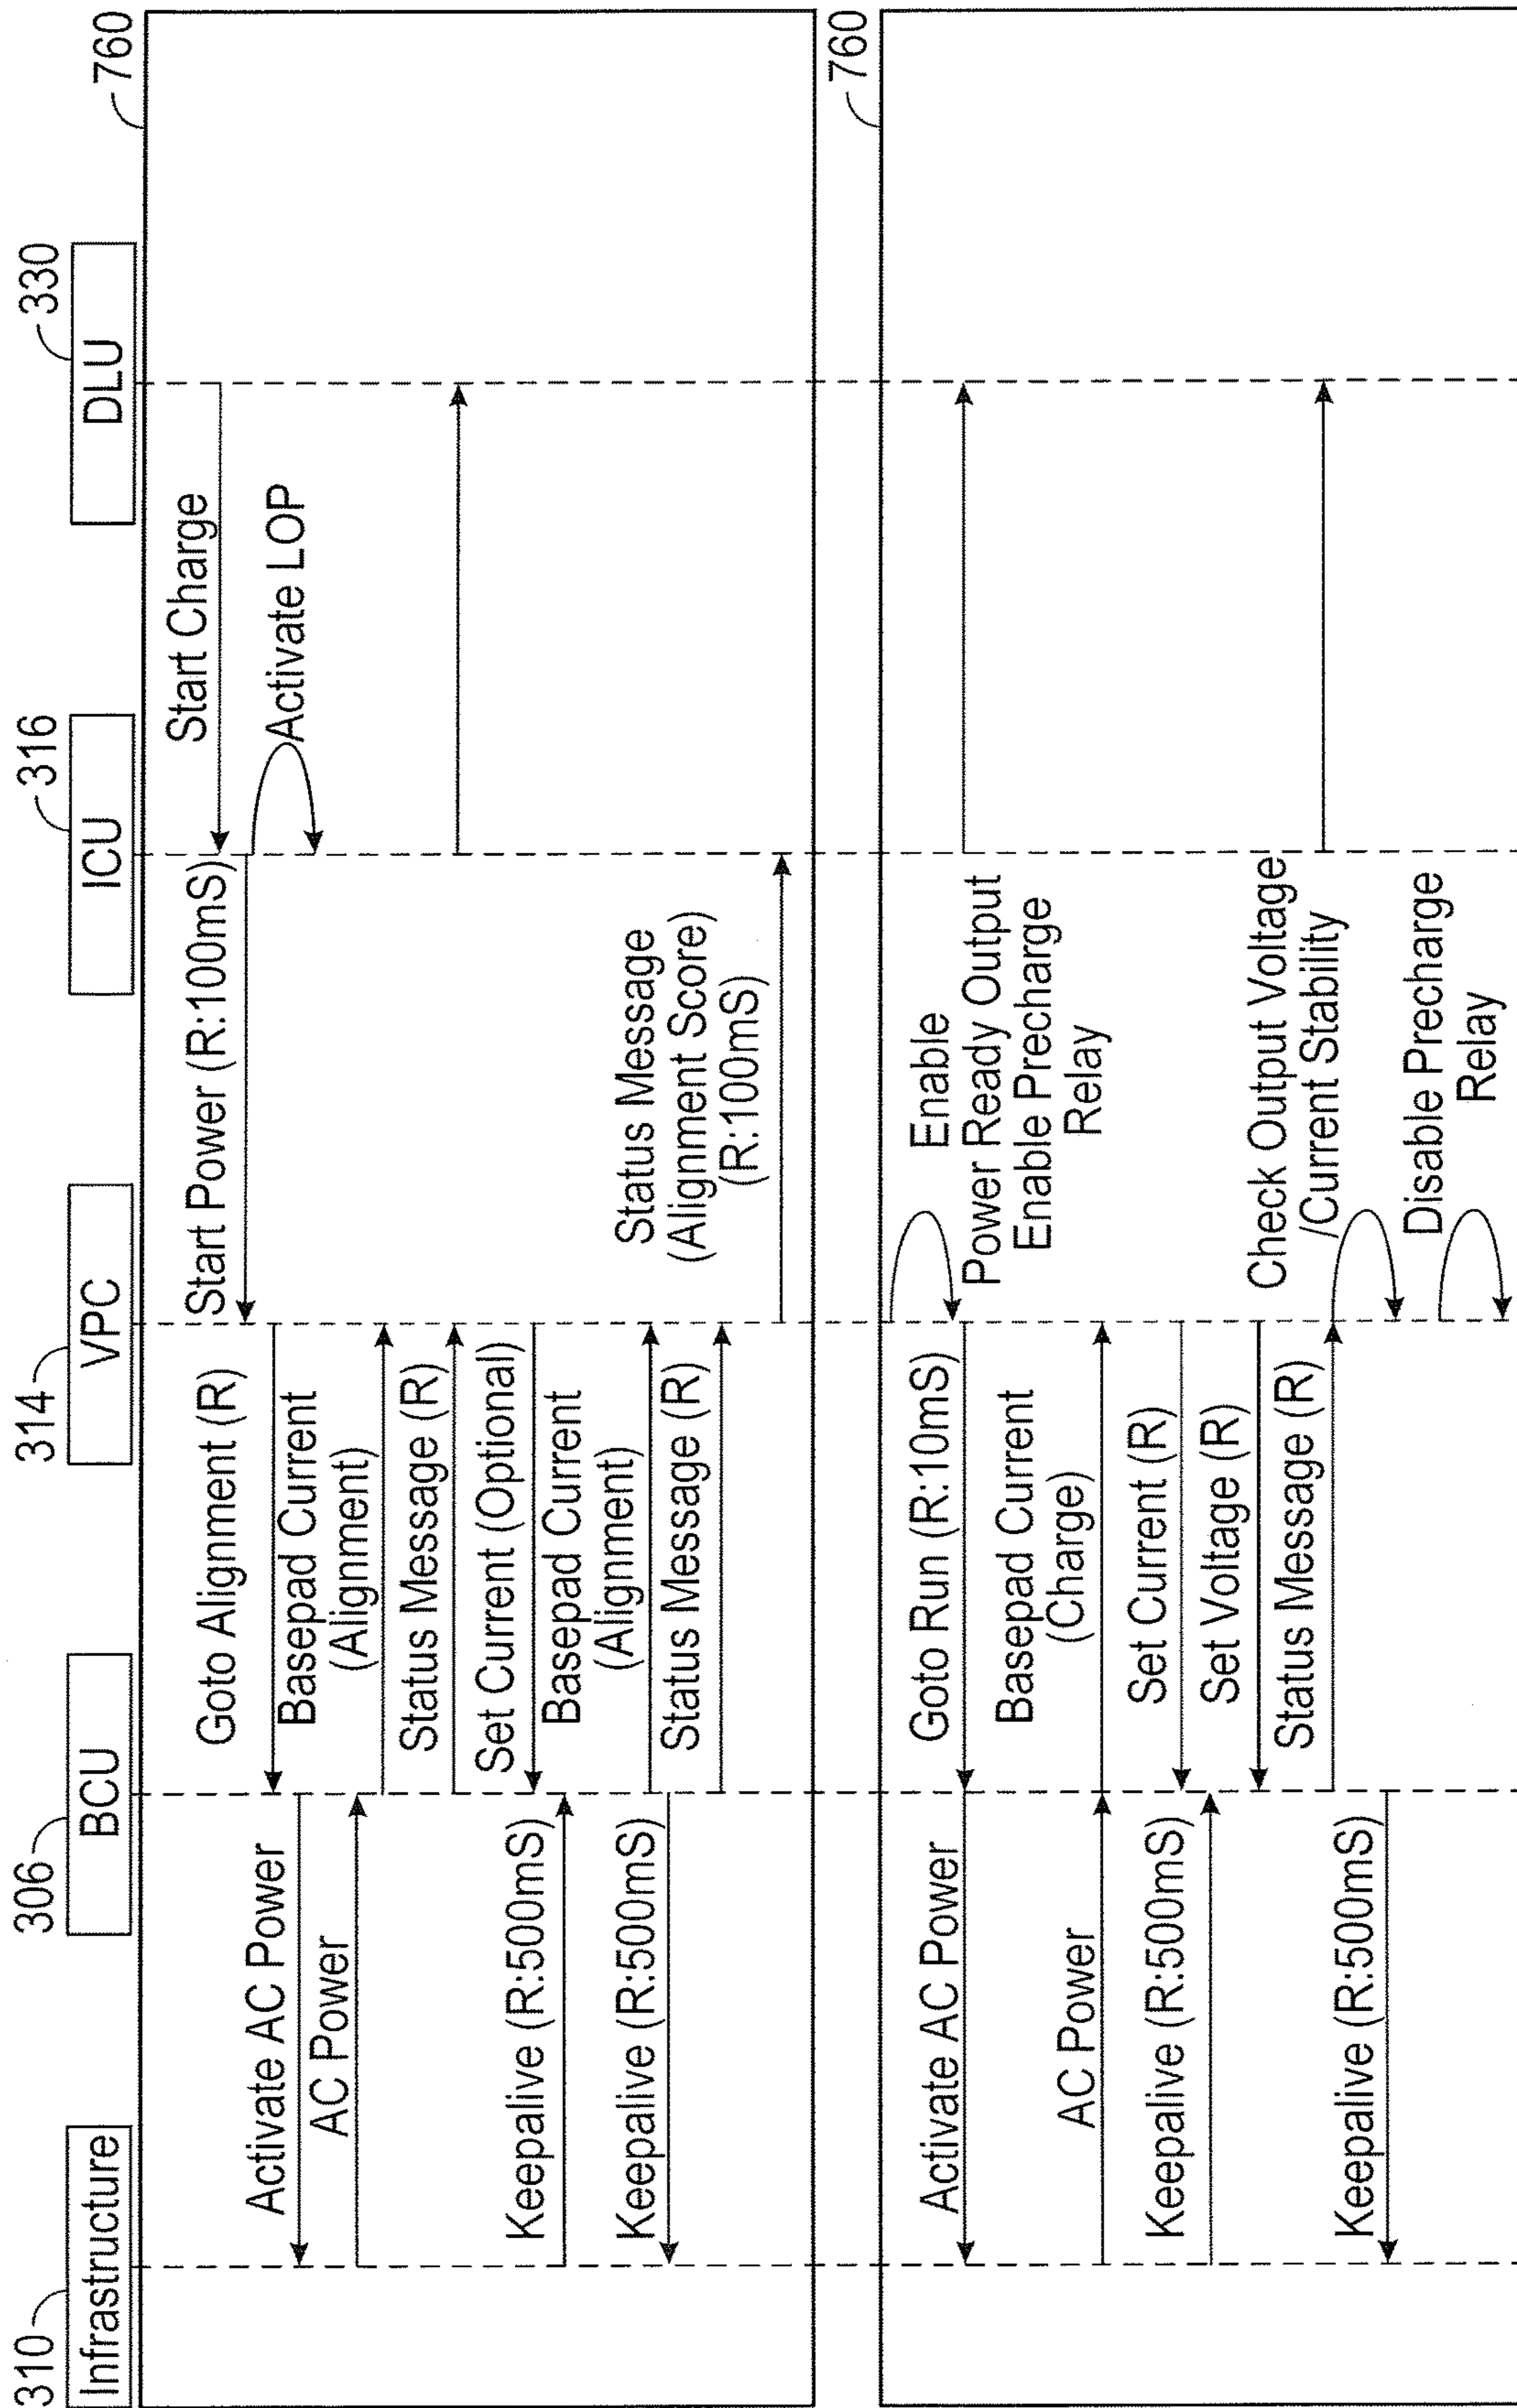 310
Infrastructure
306
BCU
314
VPC
316
ICU
330
DLU
760
Start Charge
Start Power (R:100mS)
Activate LOP
Goto Alignment (R)
Activate AC Power
Basepad Current
(Alignment)
AC Power
Status Message (R)
Set Current (Optional)
Keepalive (R:500mS)
Basepad Current
(Alignment)
Keepalive (R:500mS)
Status Message (R)
Status Message
(Alignment Score)
(R:100mS)
760
Enable
Power Ready Output
Enable Precharge
Relay
Goto Run (R:10mS)
Activate AC Power
Basepad Current
(Charge)
AC Power
Set Current (R)
Keepalive (R:500mS)
Set Voltage (R)
Status Message (R)
Check Output Voltage
/Current Stability
Keepalive (R:500mS)
Disable Precharge
Relay